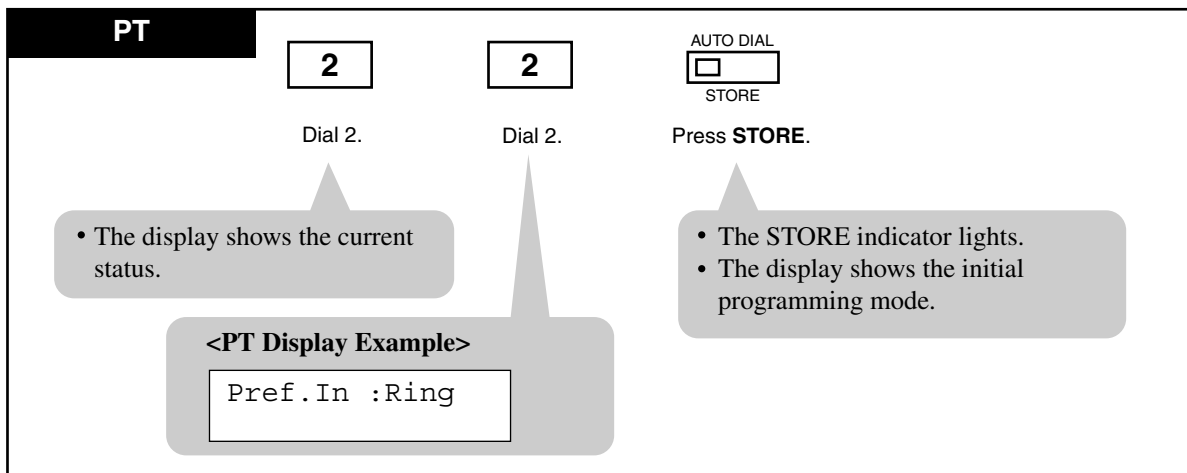 PT
2
2
AUTO DIAL
STORE
Dial 2.
Dial 2.
Press STORE.
• The display shows the current
status.
• The STORE indicator lights.
• The display shows the initial
programming mode.
<PT Display Example>
Pref.In :Ring